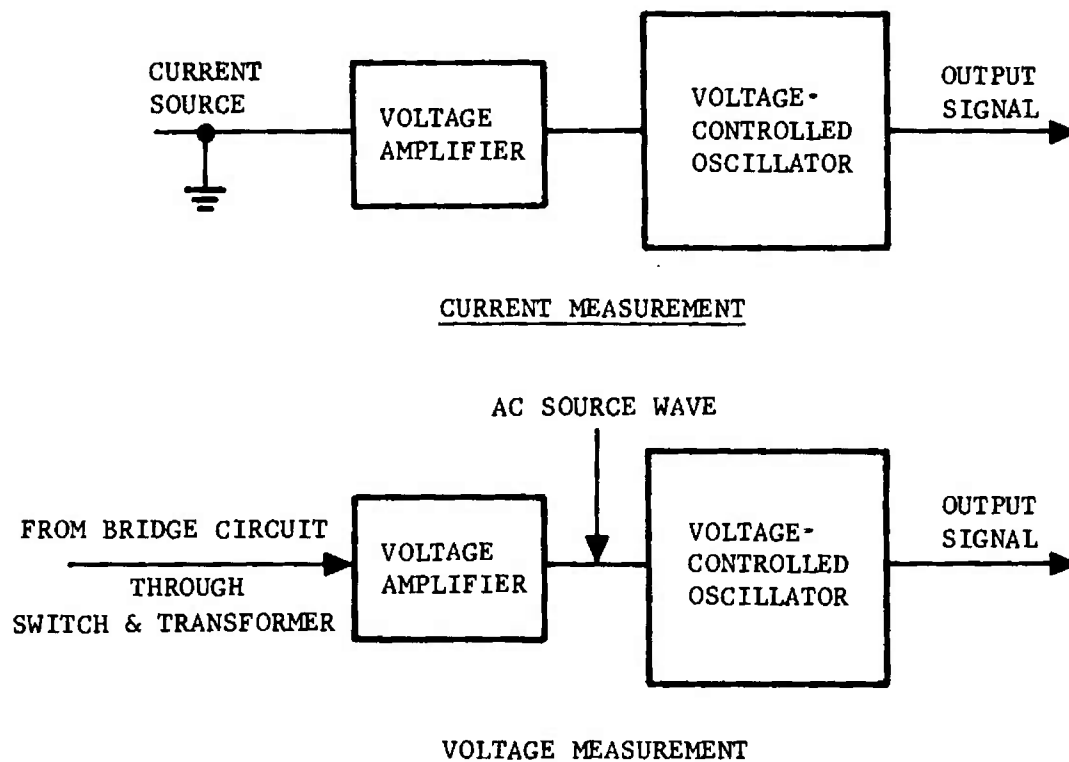 CURRENT
SOURCE
VOLTAGE
AMPLIFIER
VOLTAGE-
CONTROLLED
OSCILLATOR
OUTPUT
SIGNAL
CURRENT MEASUREMENT
AC SOURCE WAVE
FROM BRIDGE CIRCUIT
THROUGH
SWITCH & TRANSFORMER
VOLTAGE
AMPLIFIER
VOLTAGE-
CONTROLLED
OSCILLATOR
OUTPUT
SIGNAL
VOLTAGE MEASUREMENT